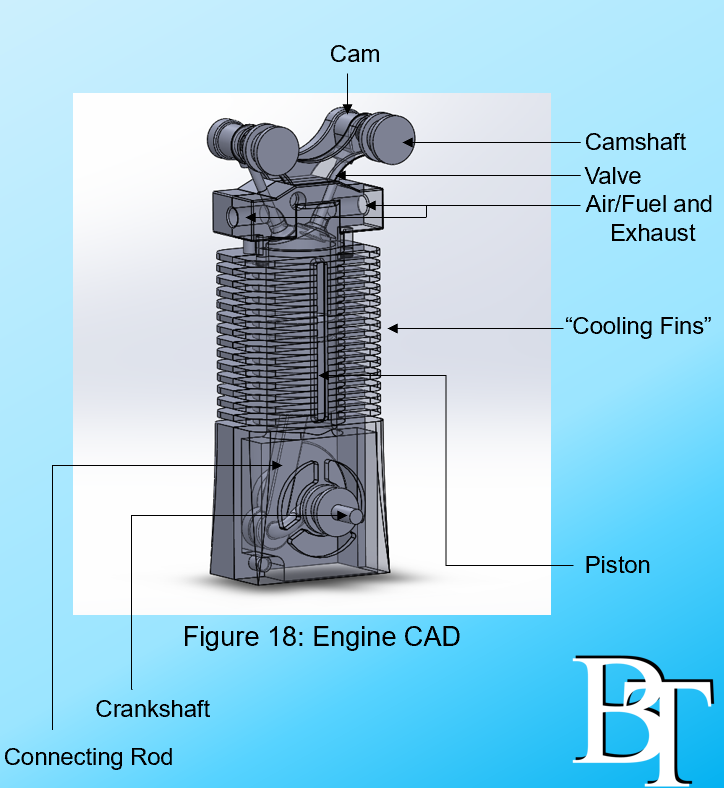 Cam
Camshaft
Valve
Air/Fuel and
Exhaust
“Cooling Fins”
Piston
Figure 18: Engine CAD
Crankshaft
Connecting Rod
BT